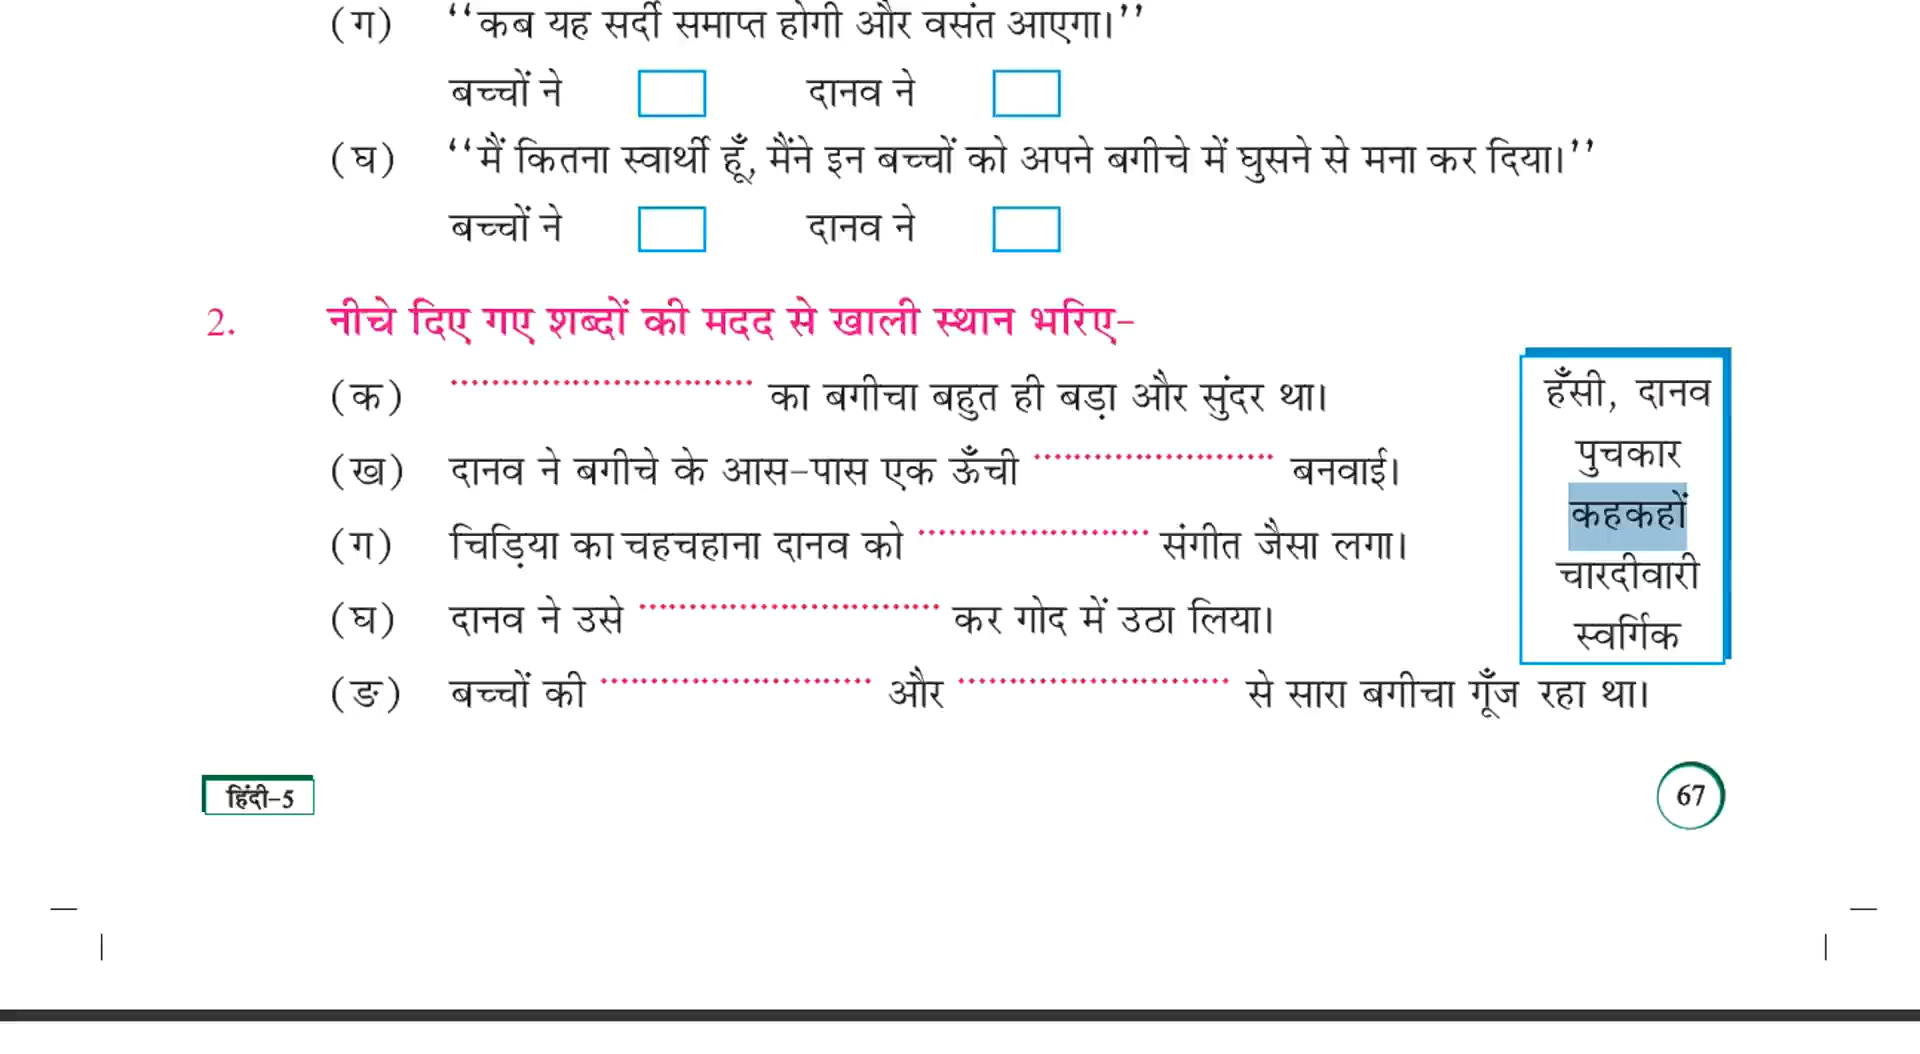 (ग) ‘‘कब यह सर्दी समाप्त होगी और वसंत आएगा।’’
बच्चों ने दानव ने
(घ) ‘‘मैं कितना स्वार्थी हूँ, मैंने इन बच्चों को अपने बगीचे में घुसने से मना कर दिया।’’
बच्चों ने दानव ने
2. नीचे दिए गए शब्दों की मदद से खाली स्थान भरिए-
(क) .............................. का बगीचा बहुत ही बड़ा और सुंदर था।
(ख) दानव ने बगीचे के आस-पास एक ऊँची ........................ बनवाई।
(ग) चिड़िया का चहचहाना दानव को ....................... संगीत जैसा लगा।
(घ) दानव ने उसे .............................. कर गोद में उठा लिया।
(ङ) बच्चों की ........................... और ........................... से सारा बगीचा गूँज रहा था।
हँसी, दानव
पुचकार
कहकहों
चारदीवारी
स्वर्गिक
हिंदी-5
67